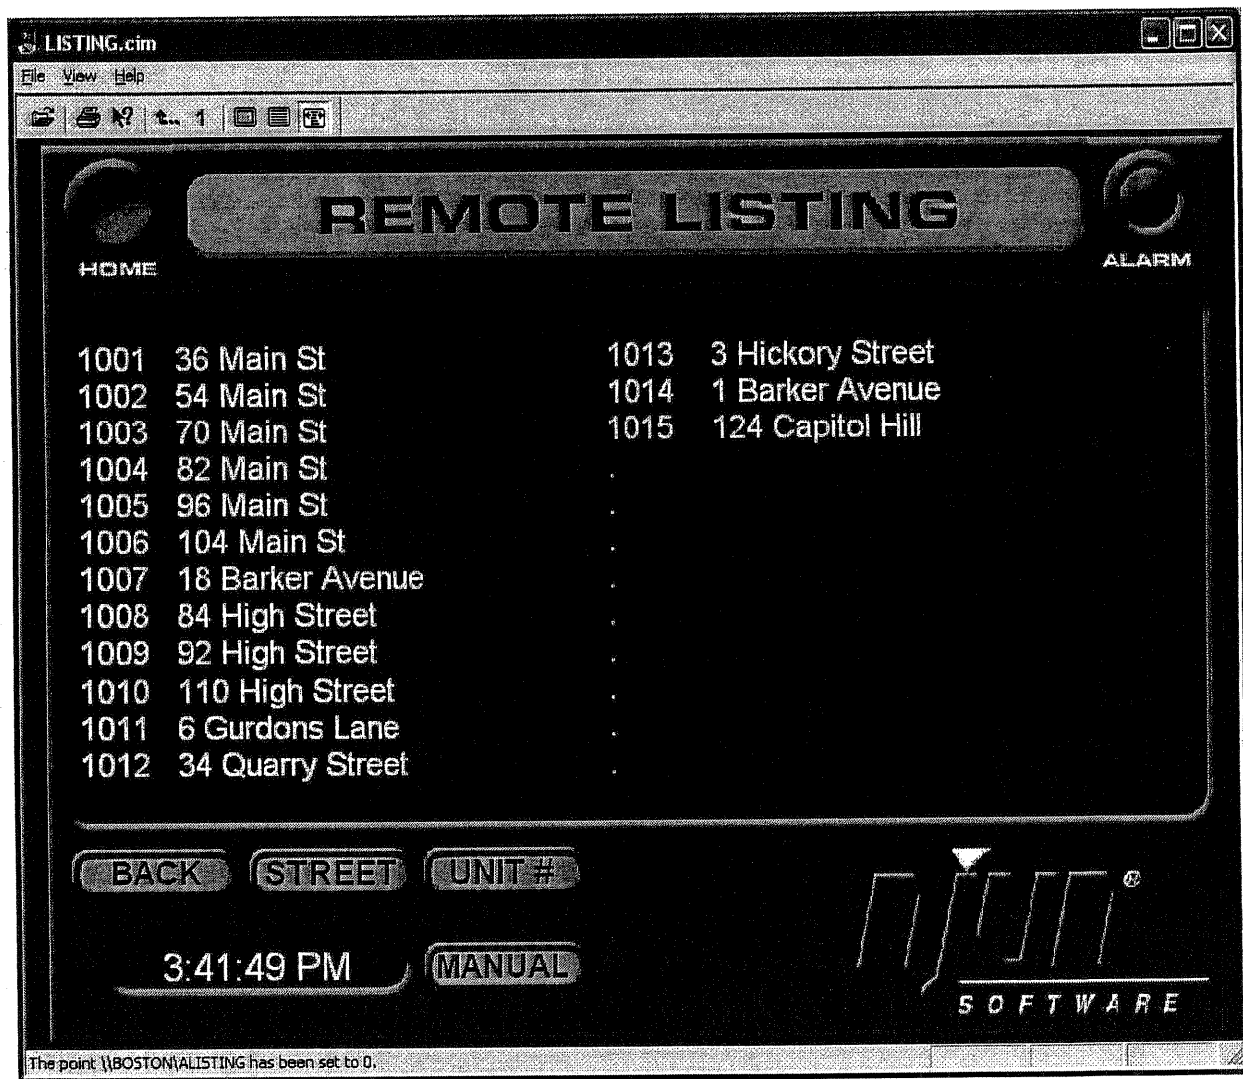 LISTING.cim
File View Help
1
REMOTE LISTING
HOME
ALARM
1001 36 Main St
1002 54 Main St
1003 70 Main St
1004 82 Main St
1005 96 Main St
1006 104 Main St
1007 18 Barker Avenue
1008 84 High Street
1009 92 High Street
1010 110 High Street
1011 6 Gurdons Lane
1012 34 Quarry Street
1013 3 Hickory Street
1014 1 Barker Avenue
1015 124 Capitol Hill
.
.
.
.
.
.
.
.
.
BACK STREET UNIT #
3:41:49 PM MANUAL
njun®
SOFTWARE
The point \\BOSTON\ALISTING has been set to 0.